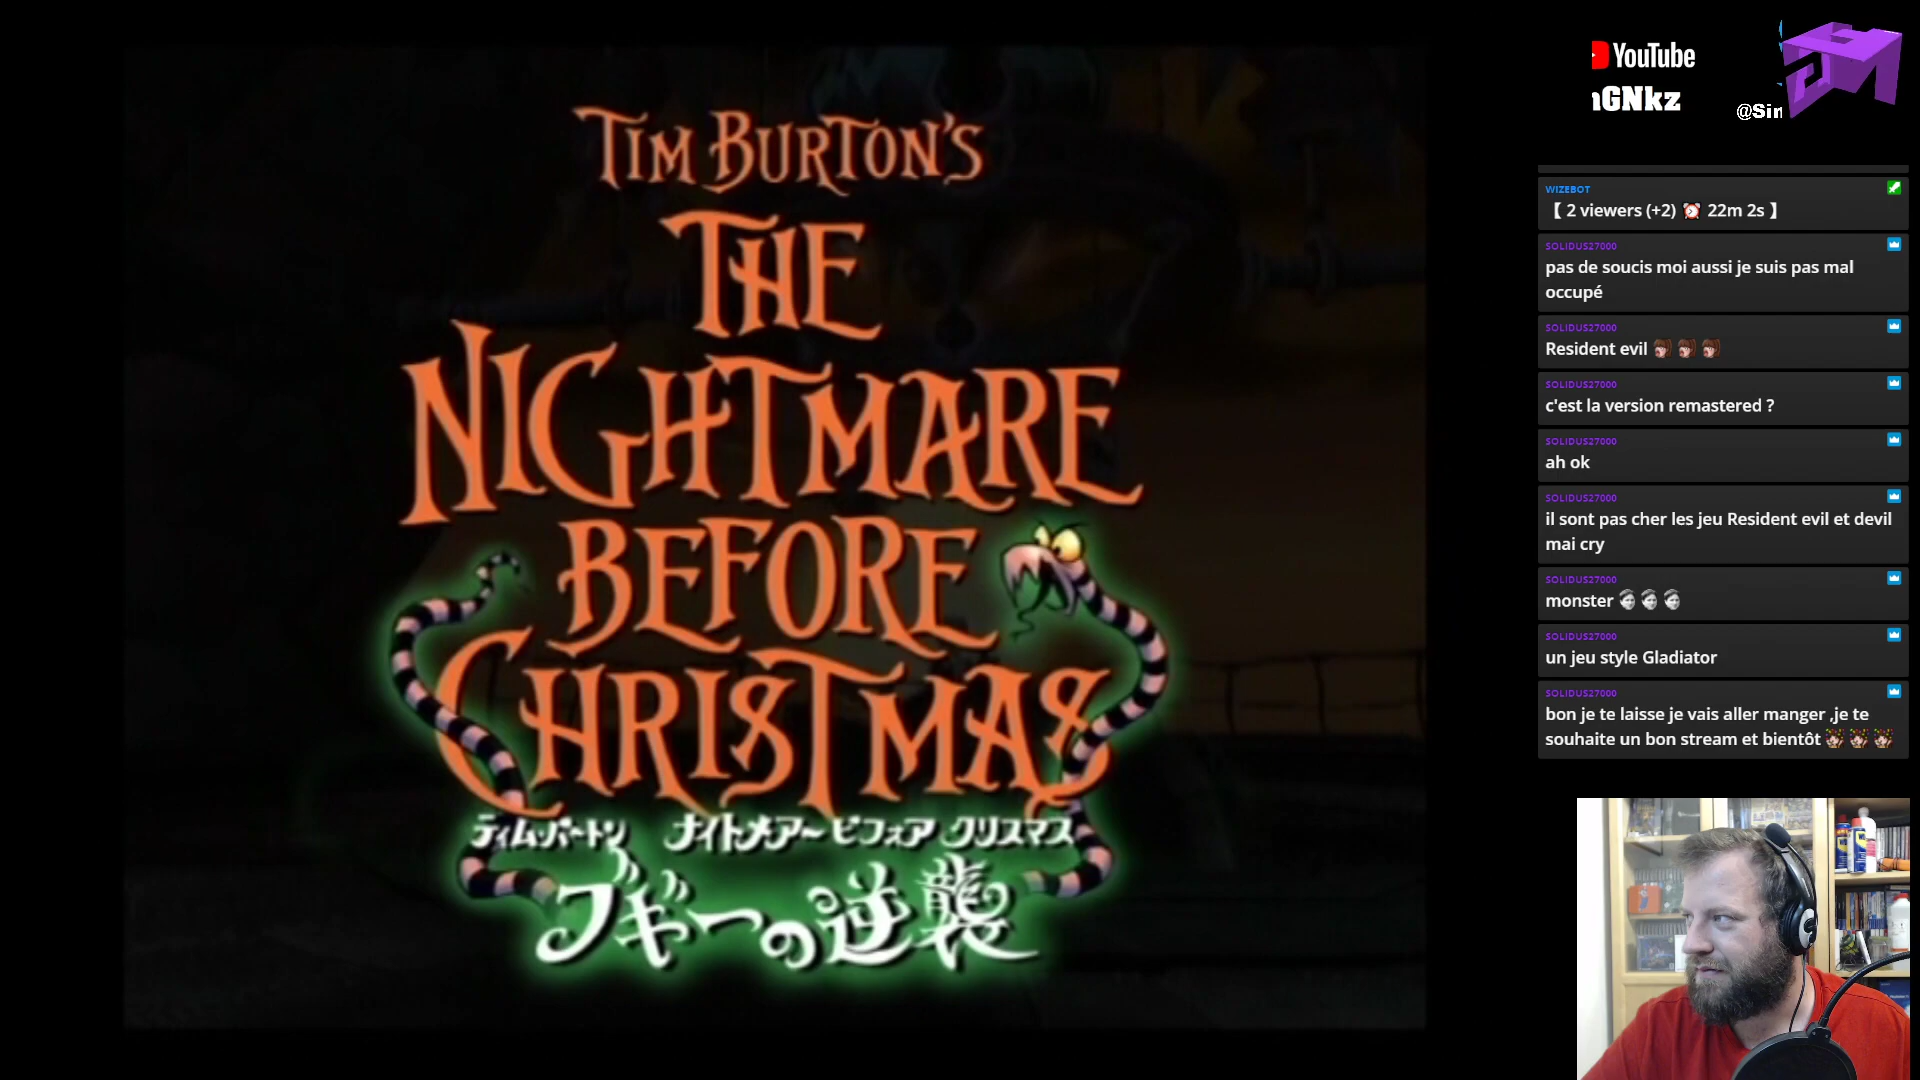 TIM BURTON'S
THE
NIGHTMARE
BEFORE
CHRISTMAS
ティム・バートン ナイトメアー ビフォア クリスマス
ブギーの逆襲
YouTube
nGNkz
@Sin
WIZEBOT
【 2 viewers (+2) ⏰ 22m 2s 】
SOLIDUS27000
pas de soucis moi aussi je suis pas mal
occupé
SOLIDUS27000
Resident evil
SOLIDUS27000
c'est la version remastered ?
SOLIDUS27000
ah ok
SOLIDUS27000
il sont pas cher les jeu Resident evil et devil
mai cry
SOLIDUS27000
monster
SOLIDUS27000
un jeu style Gladiator
SOLIDUS27000
bon je te laisse je vais aller manger ,je te
souhaite un bon stream et bientôt